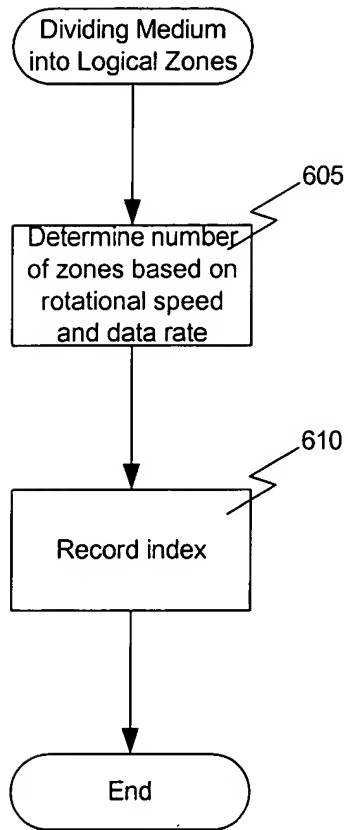 Dividing Medium
into Logical Zones
605
Determine number
of zones based on
rotational speed
and data rate
610
Record index
End